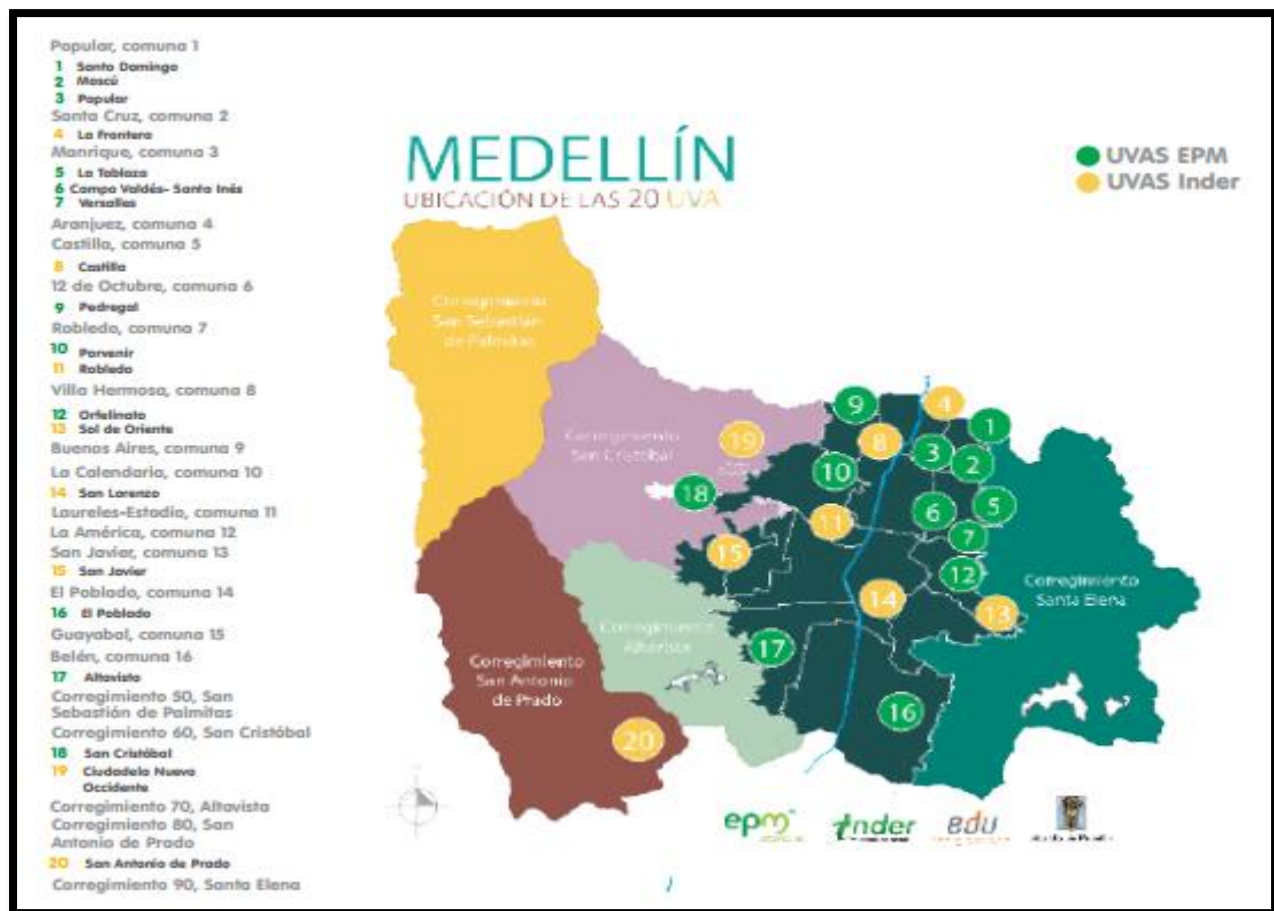 Popular, comuna 1
1 Santo Domingo
2 Moscú
3 Popular
Santa Cruz, comuna 2
4 La Frontera
Manrique, comuna 3
5 La Tablaza
6 Campo Valdés- Santa Inés
7 Versalles
Aranjuez, comuna 4
Castilla, comuna 5
8 Castilla
12 de Octubre, comuna 6
9 Pedregal
Robledo, comuna 7
10 Porvenir
11 Robledo
Villa Hermosa, comuna 8
12 Orfelinato
13 Sol de Oriente
Buenos Aires, comuna 9
La Calendaria, comuna 10
14 San Lorenzo
Laureles-Estadio, comuna 11
La América, comuna 12
San Javier, comuna 13
15 San Javier
El Poblado, comuna 14
16 El Poblado
Guayabal, comuna 15
Belén, comuna 16
17 Altavista
Corregimiento 50, San
Sebastián de Palmitas
Corregimiento 60, San Cristóbal
18 San Cristóbal
19 Ciudadela Nuevo
Occidente
Corregimiento 70, Altavista
Corregimiento 80, San
Antonio de Prado
20 San Antonio de Prado
Corregimiento 90, Santa Elena
MEDELLÍN
UBICACIÓN DE LAS 20 UVA
UVAS EPM
UVAS Inder
Corregimiento
San Sebastián
de Palmitas
Corregimiento
San Cristóbal
Corregimiento
Altavista
Corregimiento
San Antonio
de Prado
Corregimiento
Santa Elena
9
4
1
19
8
3
2
10
18
5
6
11
7
15
12
14
13
17
16
20
epm
inder
edu